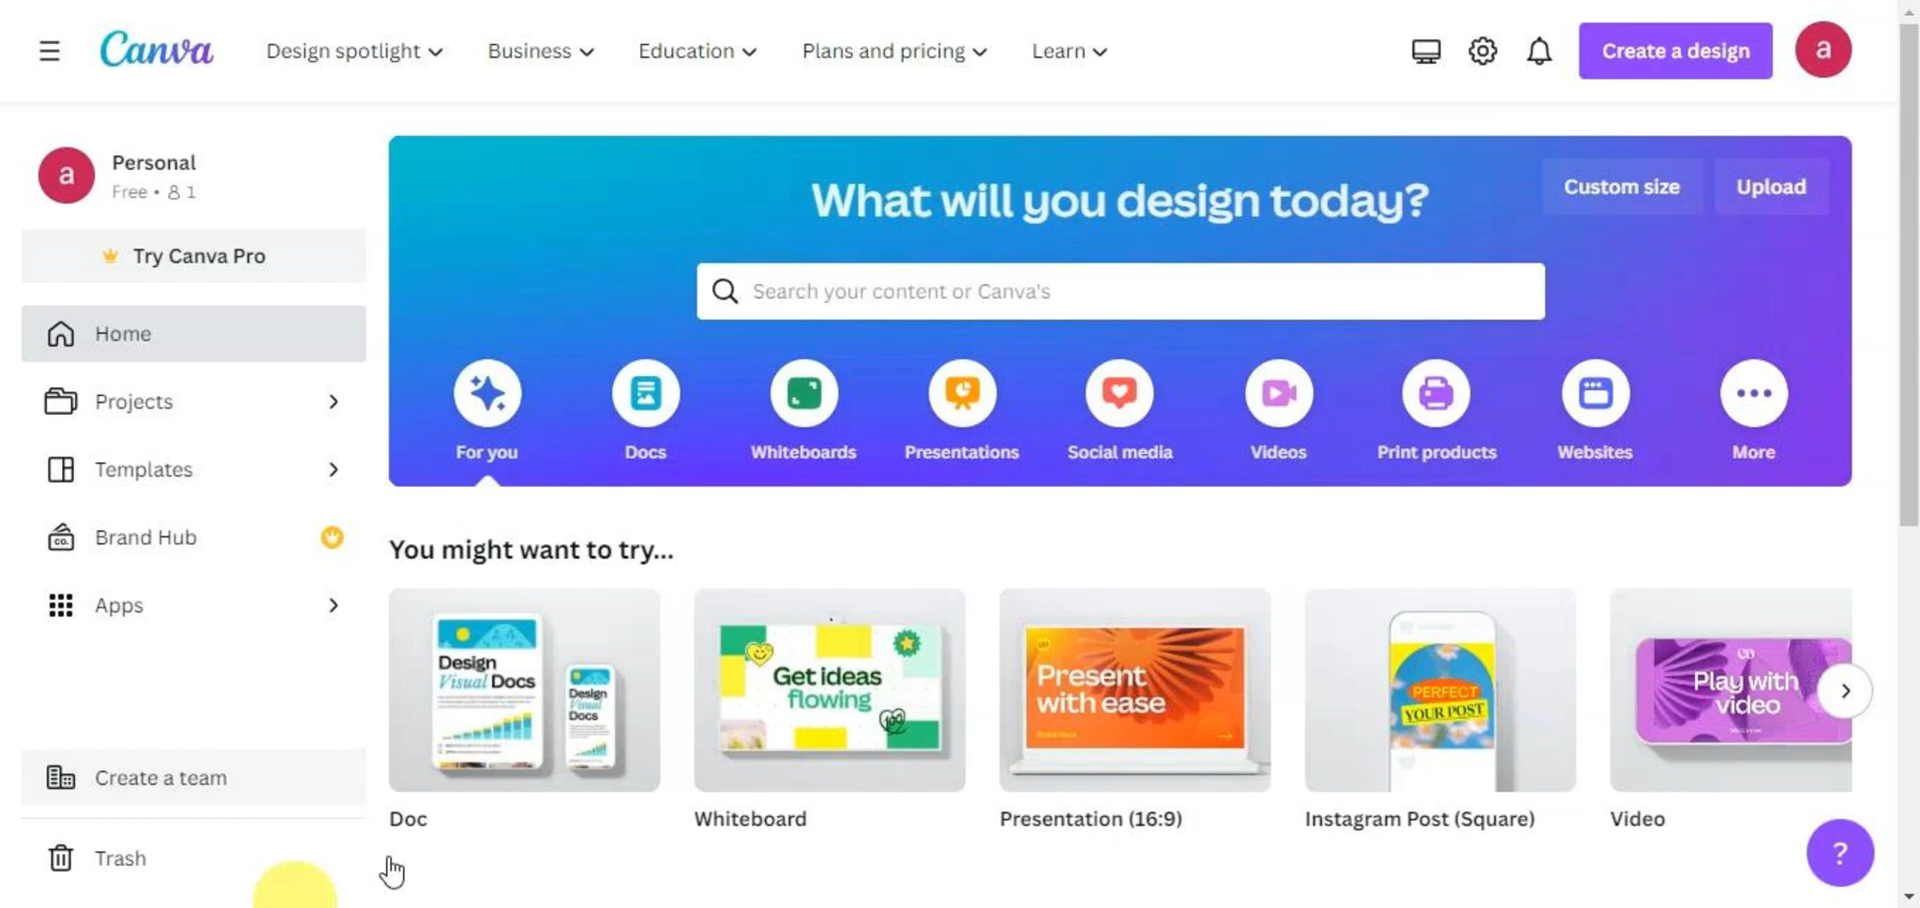 Canva
Design spotlight
Business
Education
Plans and pricing
Learn
Create a design
a
a
Personal
Free • 1
Try Canva Pro
Home
Projects
Templates
Brand Hub
Apps
Create a team
Trash
What will you design today?
Custom size
Upload
Search your content or Canva's
For you
Docs
Whiteboards
Presentations
Social media
Videos
Print products
Websites
More
You might want to try...
Design
Visual Docs
Design
Visual
Docs
Get ideas
flowing
100
Present
with ease
PERFECT
YOUR POST
Play with
video
Doc
Whiteboard
Presentation (16:9)
Instagram Post (Square)
Video
?